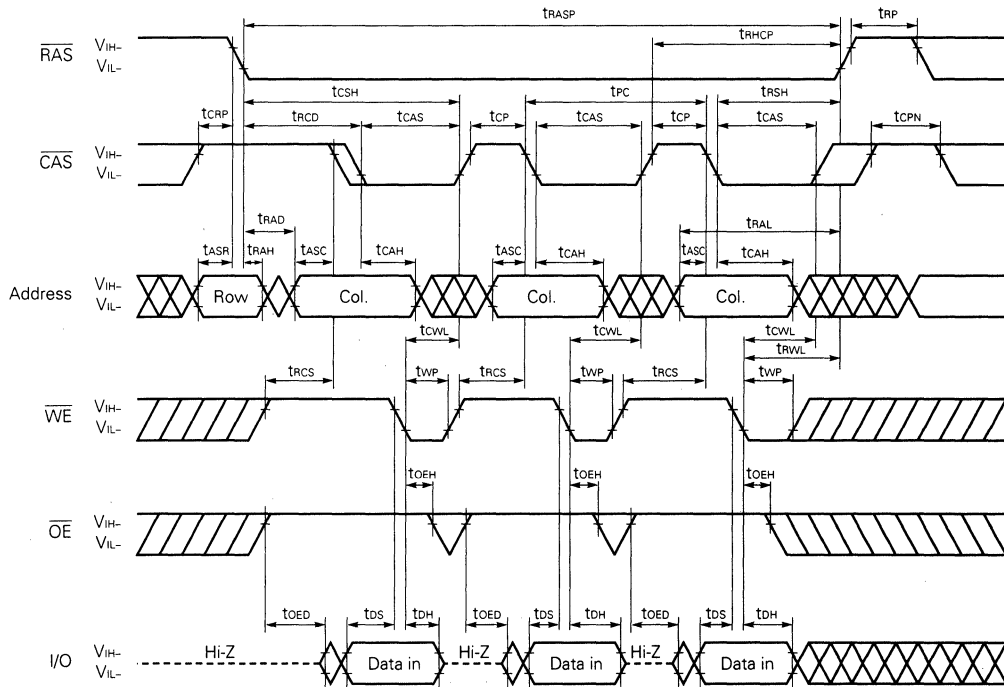 tRASP tRP
tRHCP
RAS VIH–
VIL–
tCSH tPC tRSH
tCRP tRCD tCAS tCP tCAS tCP tCAS tCPN
CAS VIH–
VIL–
tRAD tRAL
tASR tRAH tASC tCAH tASC tCAH tASC tCAH
Address VIH–
VIL–
Row Col. Col. Col.
tCWL tCWL tCWL
tRWL
tRCS tWP tRCS tWP tRCS tWP
WE VIH–
VIL–
tOEH tOEH tOEH
OE VIH–
VIL–
tOED tDS tDH tOED tDS tDH tOED tDS tDH
I/O VIH–
VIL–
Hi-Z Data in Hi-Z Data in Hi-Z Data in